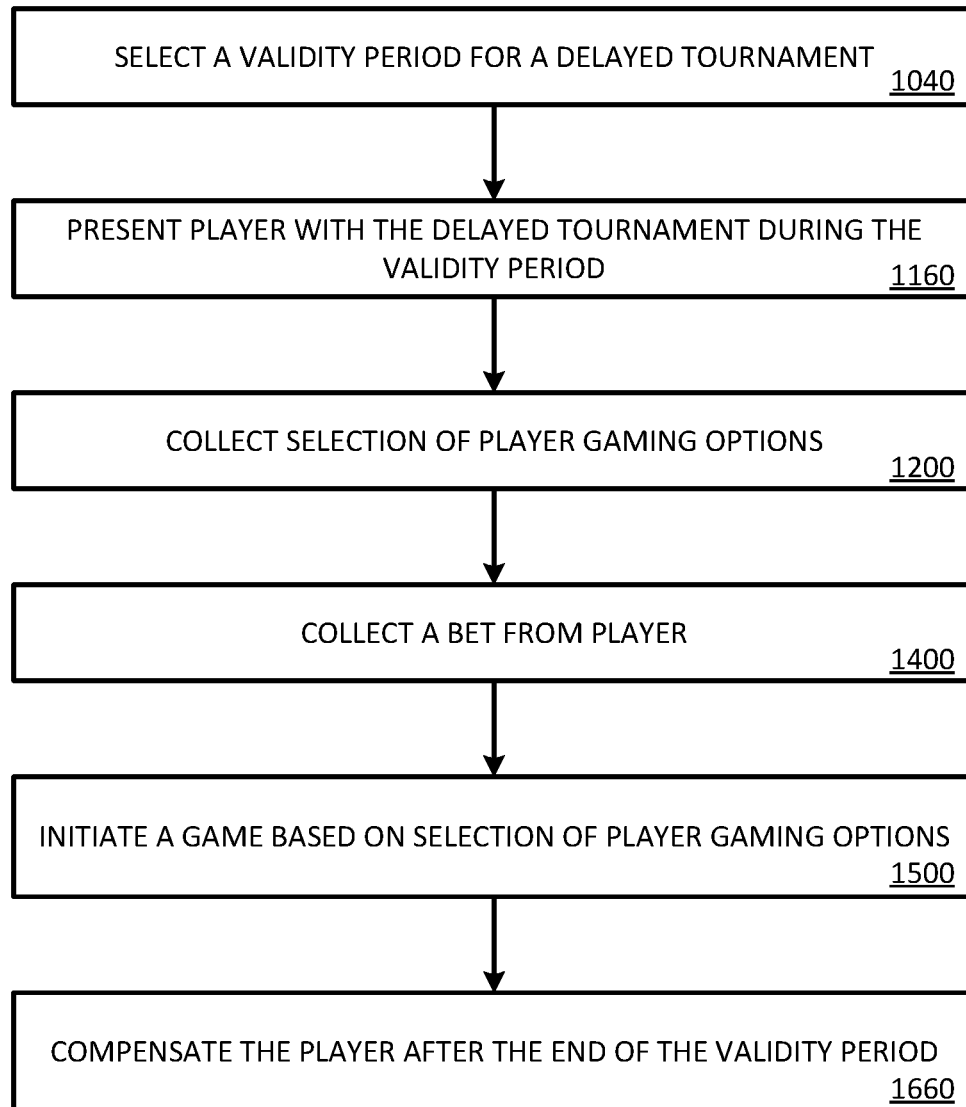 SELECT A VALIDITY PERIOD FOR A DELAYED TOURNAMENT
1040
PRESENT PLAYER WITH THE DELAYED TOURNAMENT DURING THE
VALIDITY PERIOD
1160
COLLECT SELECTION OF PLAYER GAMING OPTIONS
1200
COLLECT A BET FROM PLAYER
1400
INITIATE A GAME BASED ON SELECTION OF PLAYER GAMING OPTIONS
1500
COMPENSATE THE PLAYER AFTER THE END OF THE VALIDITY PERIOD
1660